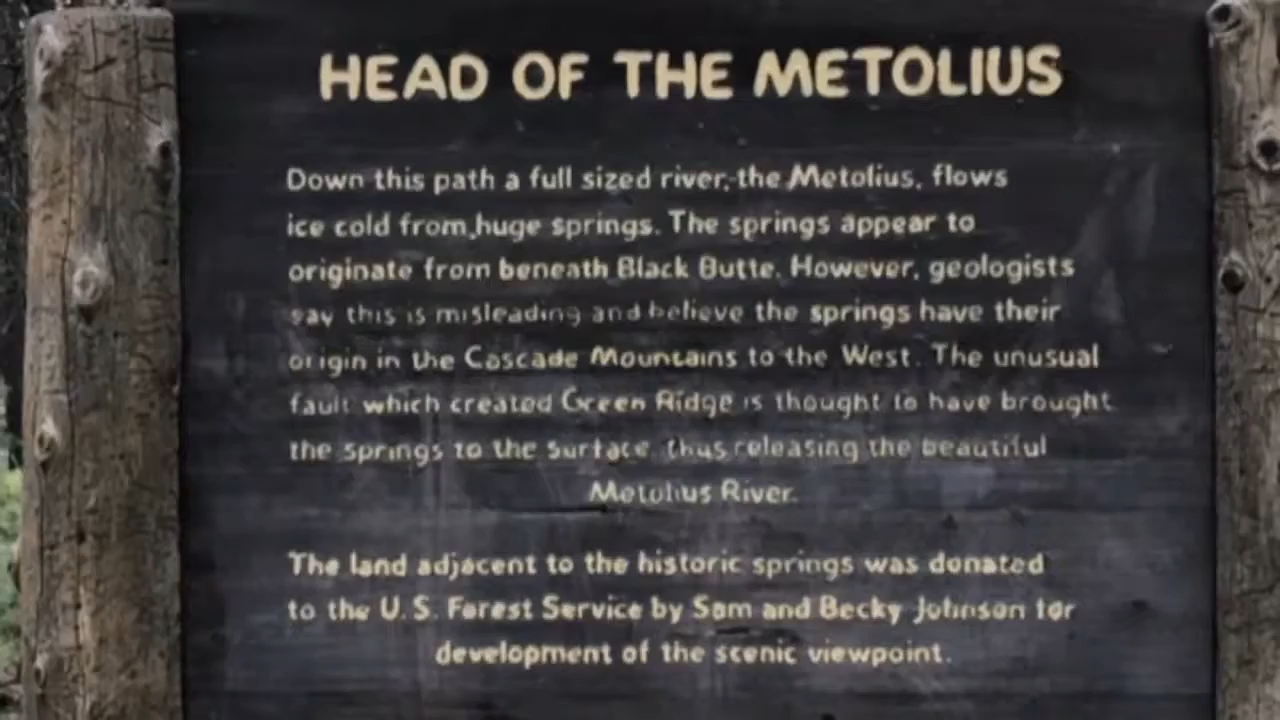 HEAD OF THE METOLIUS
Down this path a full sized river, the Metolius, flows
ice cold from huge springs. The springs appear to
originate from beneath Black Butte. However, geologists
say this is misleading and believe the springs have their
origin in the Cascade Mountains to the West. The unusual
fault which created Green Ridge is thought to have brought
the springs to the surface thus releasing the beautiful
Metolius River.
The land adjacent to the historic springs was donated
to the U.S. Forest Service by Sam and Becky Johnson for
development of the scenic viewpoint.